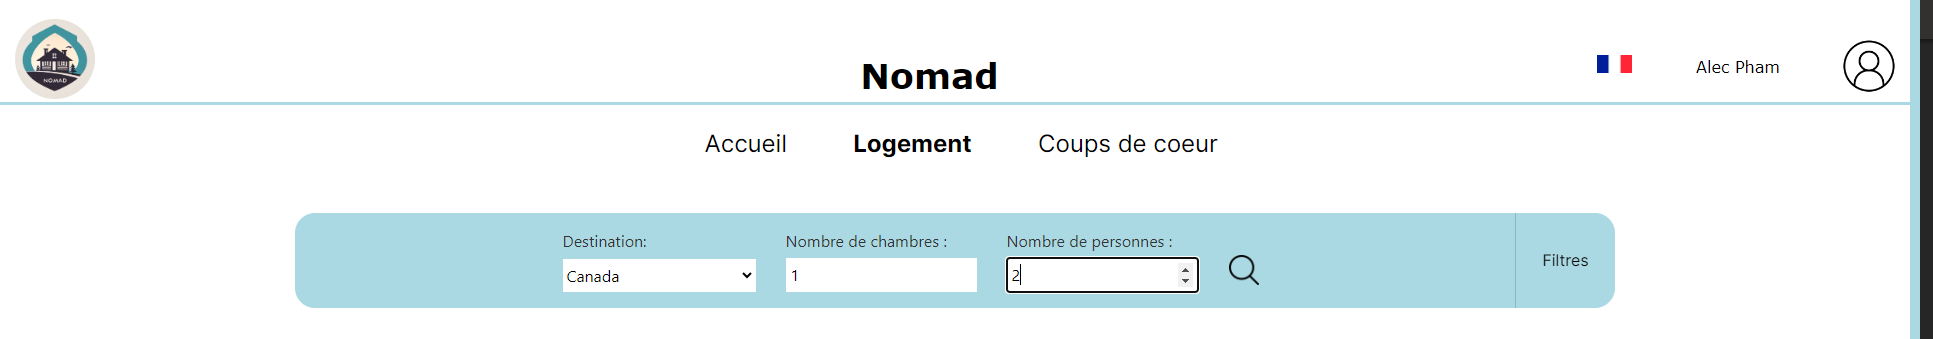 NOMAD
Nomad
Alec Pham
Accueil Logement Coups de coeur
Destination: Nombre de chambres : Nombre de personnes :
Canada 1 2
Filtres